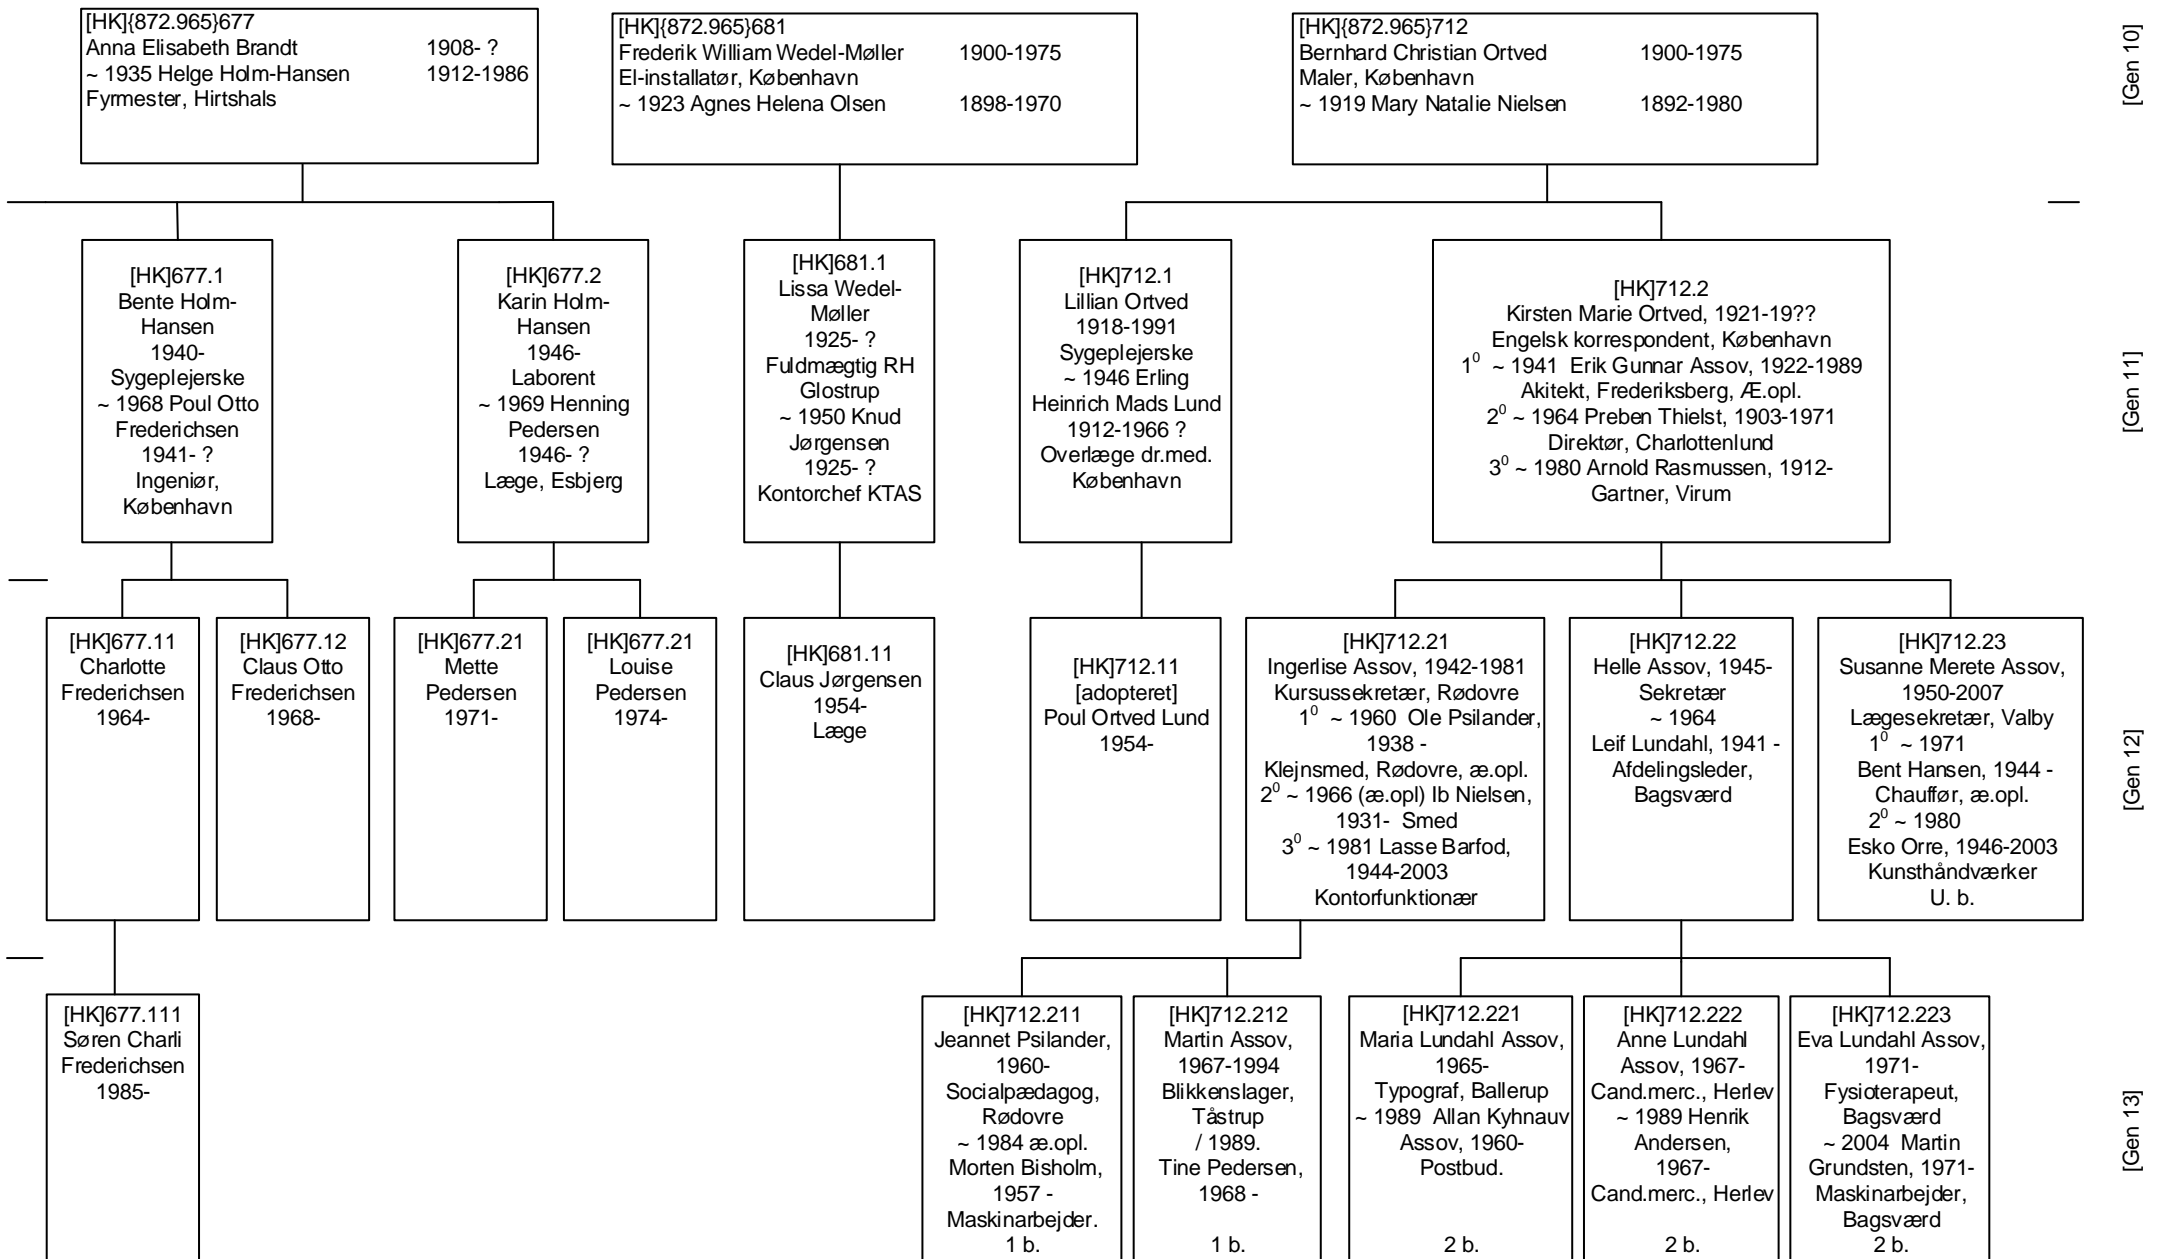 [HK]{872.965}677
Anna Elisabeth Brandt 1908- ?
~ 1935 Helge Holm-Hansen 1912-1986
Fyrmester, Hirtshals
[HK]{872.965}681
Frederik William Wedel-Møller 1900-1975
El-installatør, København
~ 1923 Agnes Helena Olsen 1898-1970
[HK]{872.965}712
Bernhard Christian Ortved 1900-1975
Maler, København
~ 1919 Mary Natalie Nielsen 1892-1980
[Gen 10]
[HK]677.1
Bente Holm-
Hansen
1940-
Sygeplejerske
~ 1968 Poul Otto
Frederichsen
1941- ?
Ingeniør,
København
[HK]677.2
Karin Holm-
Hansen
1946-
Laborent
~ 1969 Henning
Pedersen
1946- ?
Læge, Esbjerg
[HK]681.1
Lissa Wedel-
Møller
1925- ?
Fuldmægtig RH
Glostrup
~ 1950 Knud
Jørgensen
1925- ?
Kontorchef KTAS
[HK]712.1
Lillian Ortved
1918-1991
Sygeplejerske
~ 1946 Erling
Heinrich Mads Lund
1912-1966 ?
Overlæge dr.med.
København
[HK]712.2
Kirsten Marie Ortved, 1921-19??
Engelsk korrespondent, København
1⁰ ~ 1941 Erik Gunnar Assov, 1922-1989
Akitekt, Frederiksberg, Æ.opl.
2⁰ ~ 1964 Preben Thielst, 1903-1971
Direktør, Charlottenlund
3⁰ ~ 1980 Arnold Rasmussen, 1912-
Gartner, Virum
[Gen 11]
[HK]677.11
Charlotte
Frederichsen
1964-
[HK]677.12
Claus Otto
Frederichsen
1968-
[HK]677.21
Mette
Pedersen
1971-
[HK]677.21
Louise
Pedersen
1974-
[HK]681.11
Claus Jørgensen
1954-
Læge
[HK]712.11
[adopteret]
Poul Ortved Lund
1954-
[HK]712.21
Ingerlise Assov, 1942-1981
Kursussekretær, Rødovre
1⁰ ~ 1960 Ole Psilander,
1938 -
Klejnsmed, Rødovre, æ.opl.
2⁰ ~ 1966 (æ.opl) Ib Nielsen,
1931- Smed
3⁰ ~ 1981 Lasse Barfod,
1944-2003
Kontorfunktionær
[HK]712.22
Helle Assov, 1945-
Sekretær
~ 1964
Leif Lundahl, 1941 -
Afdelingsleder,
Bagsværd
[HK]712.23
Susanne Merete Assov,
1950-2007
Lægesekretær, Valby
1⁰ ~ 1971
Bent Hansen, 1944 -
Chauffør, æ.opl.
2⁰ ~ 1980
Esko Orre, 1946-2003
Kunsthåndværker
U. b.
[Gen 12]
[HK]677.111
Søren Charli
Frederichsen
1985-
[HK]712.211
Jeannet Psilander,
1960-
Socialpædagog,
Rødovre
~ 1984 æ.opl.
Morten Bisholm,
1957 -
Maskinarbejder.
1 b.
[HK]712.212
Martin Assov,
1967-1994
Blikkenslager,
Tåstrup
/ 1989.
Tine Pedersen,
1968 -
1 b.
[HK]712.221
Maria Lundahl Assov,
1965-
Typograf, Ballerup
~ 1989 Allan Kyhnauv
Assov, 1960-
Postbud.
2 b.
[HK]712.222
Anne Lundahl
Assov, 1967-
Cand.merc., Herlev
~ 1989 Henrik
Andersen,
1967-
Cand.merc., Herlev
2 b.
[HK]712.223
Eva Lundahl Assov,
1971-
Fysioterapeut,
Bagsværd
~ 2004 Martin
Grundsten, 1971-
Maskinarbejder,
Bagsværd
2 b.
[Gen 13]